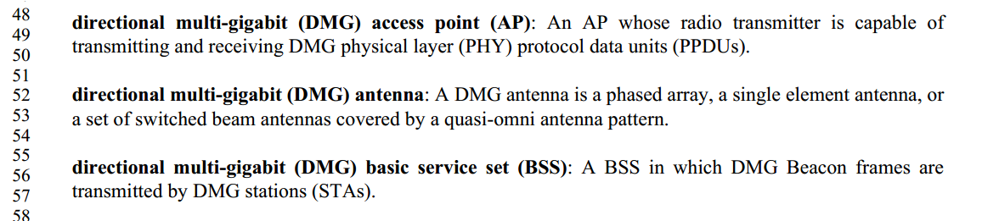 48 directional multi-gigabit (DMG) access point (AP): An AP whose radio transmitter is capable of
49 transmitting and receiving DMG physical layer (PHY) protocol data units (PPDUs).
50
51
52 directional multi-gigabit (DMG) antenna: A DMG antenna is a phased array, a single element antenna, or
53 a set of switched beam antennas covered by a quasi-omni antenna pattern.
54
55
56 directional multi-gigabit (DMG) basic service set (BSS): A BSS in which DMG Beacon frames are
57 transmitted by DMG stations (STAs).
58